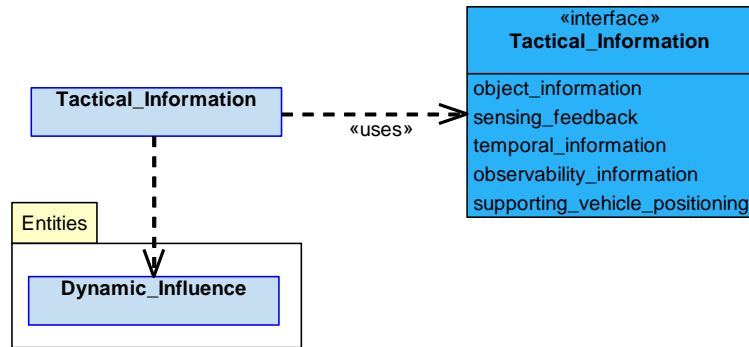 «interface»
Tactical_Information
object_information
sensing_feedback
temporal_information
observability_information
supporting_vehicle_positioning
Tactical_Information
«uses»
Entities
Dynamic_Influence